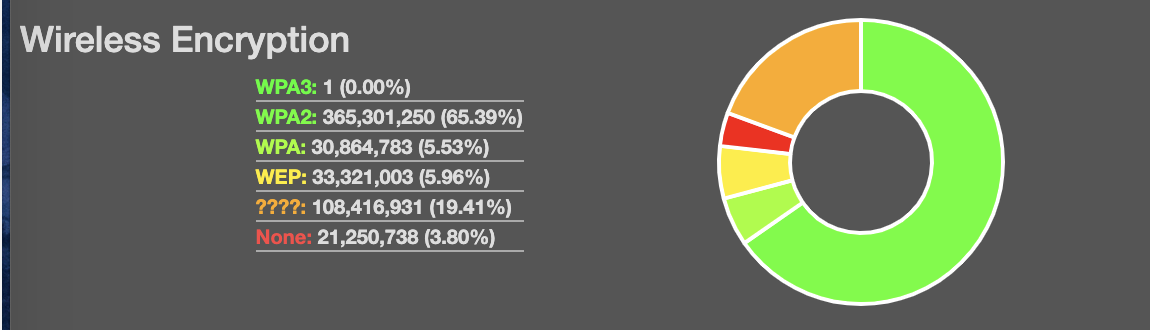 Wireless Encryption
WPA3: 1 (0.00%)
WPA2: 365,301,250 (65.39%)
WPA: 30,864,783 (5.53%)
WEP: 33,321,003 (5.96%)
????: 108,416,931 (19.41%)
None: 21,250,738 (3.80%)